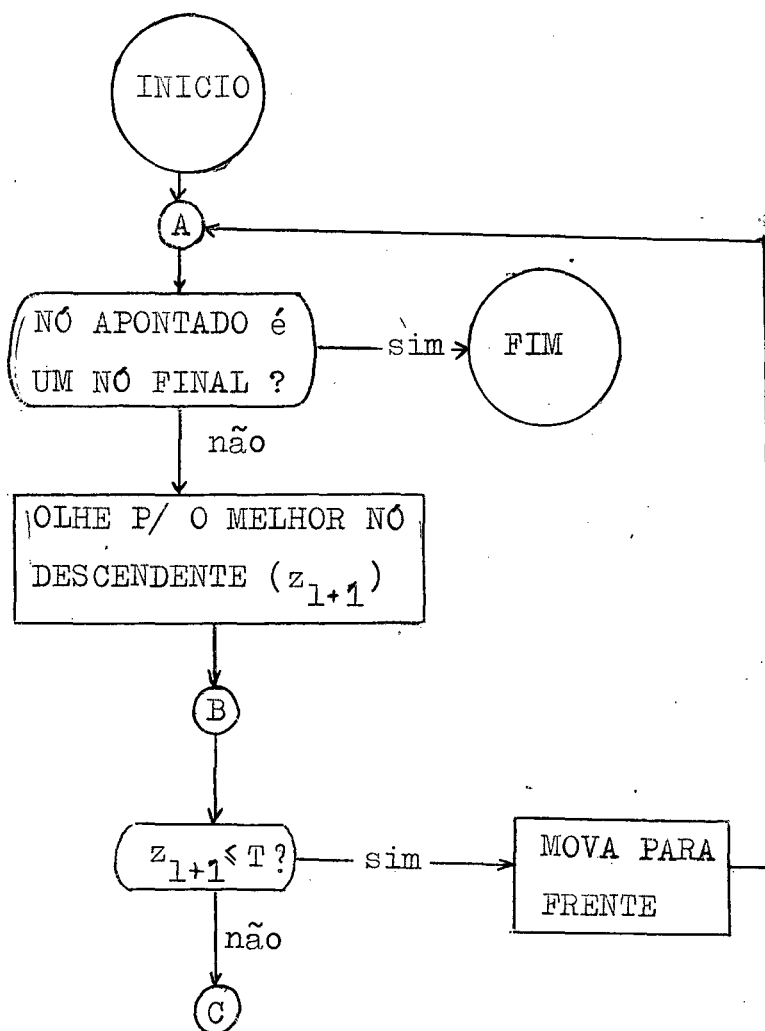 INICIO
A
NÓ APONTADO é
UM NÓ FINAL ?
sim
FIM
não
OLHE P/ O MELHOR NÓ
DESCENDENTE (z_{l+1})
B
z_{l+1} ≤ T ?
sim
MOVA PARA
FRENTE
não
C